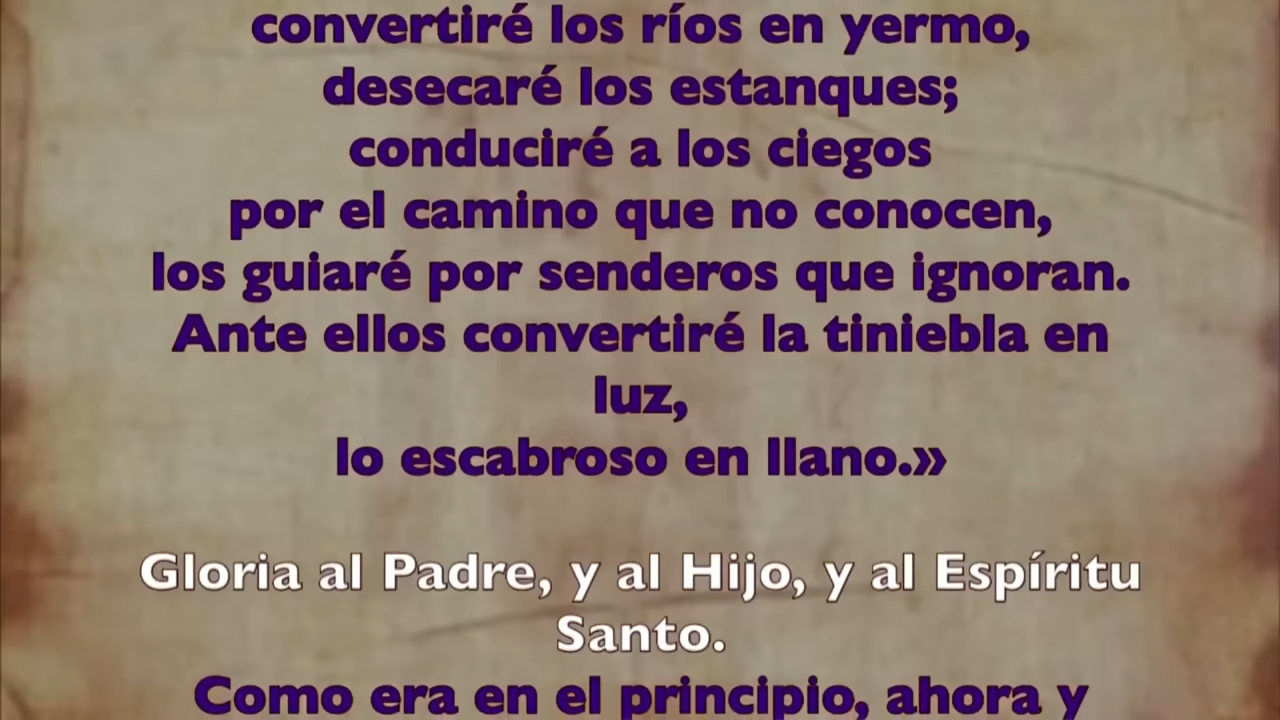 convertiré los ríos en yermo,
desecaré los estanques;
conduciré a los ciegos
por el camino que no conocen,
los guiaré por senderos que ignoran.
Ante ellos convertiré la tiniebla en
luz,
lo escabroso en llano.»
Gloria al Padre, y al Hijo, y al Espíritu
Santo.
Como era en el principio, ahora y